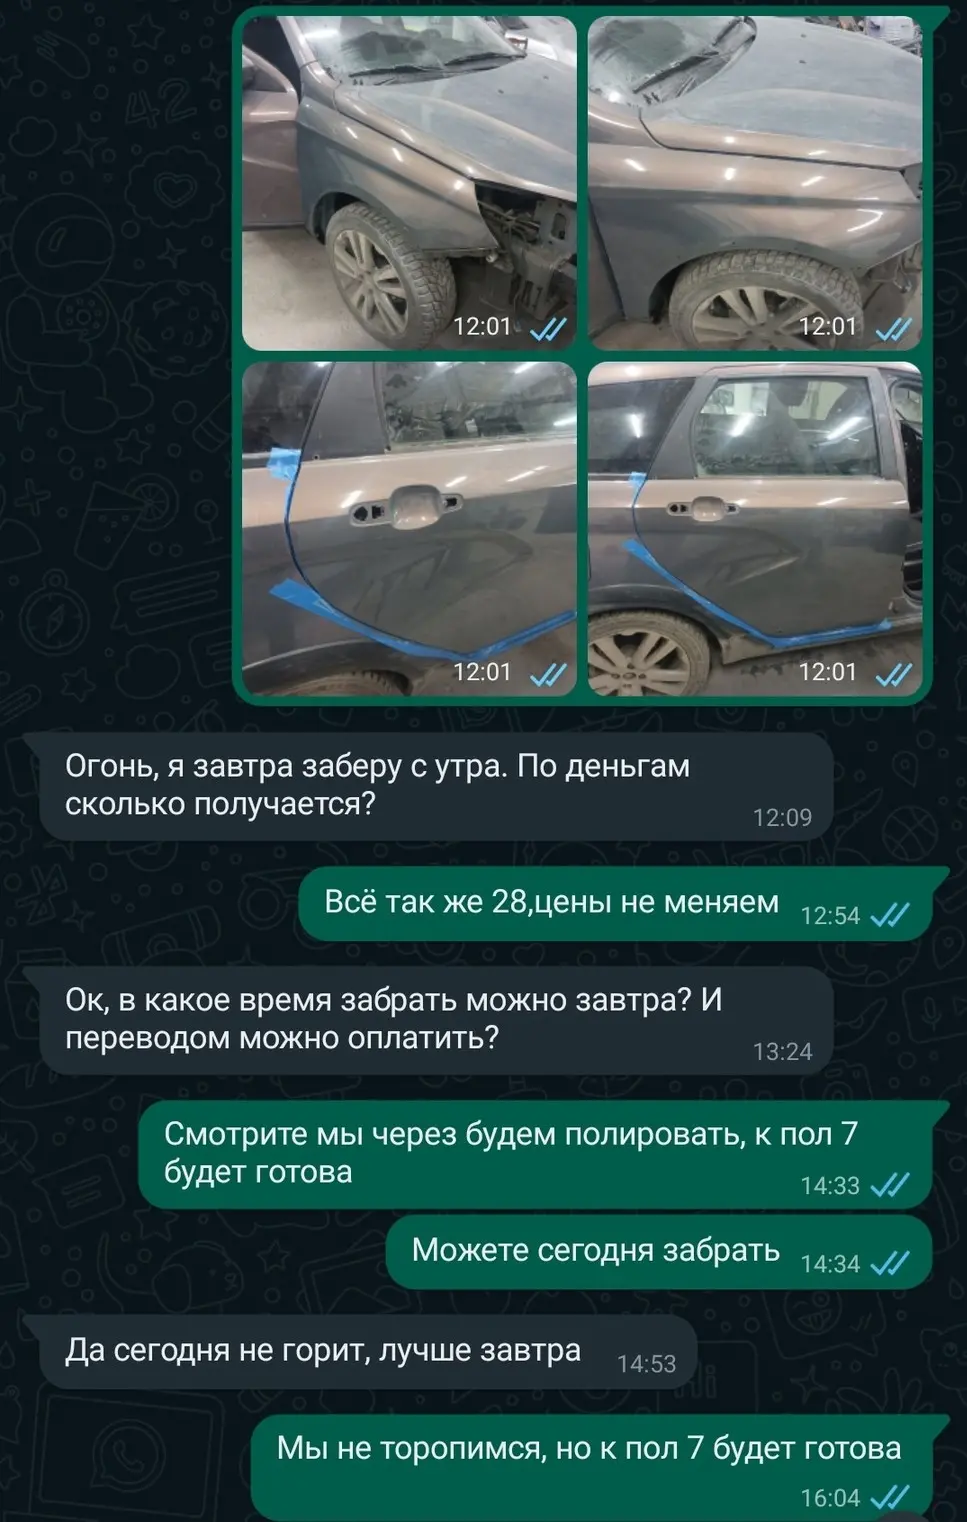 12:01
12:01
12:01
12:01
Огонь, я завтра заберу с утра. По деньгам
сколько получается?
12:09
Всё так же 28,цены не меняем
12:54
Ок, в какое время забрать можно завтра? И
переводом можно оплатить?
13:24
Смотрите мы через будем полировать, к пол 7
будет готова
14:33
Можете сегодня забрать
14:34
Да сегодня не горит, лучше завтра
14:53
Мы не торопимся, но к пол 7 будет готова
16:04